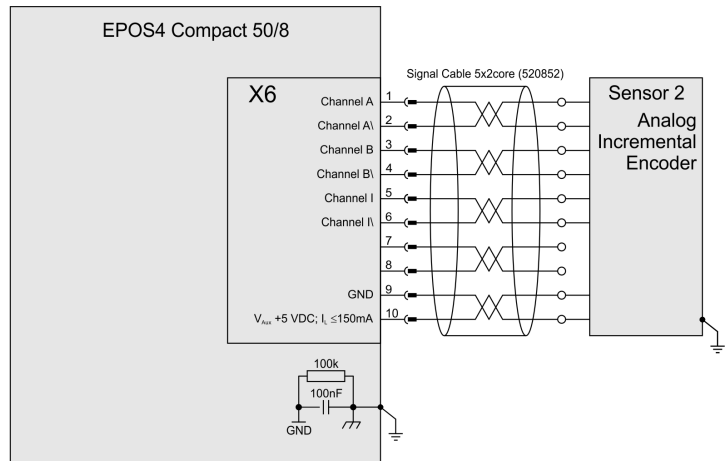 EPOS4 Compact 50/8
Signal Cable 5x2core (520852)
X6
Sensor 2
Analog
Incremental
Encoder
Channel A 1
Channel A\ 2
Channel B 3
Channel B\ 4
Channel I 5
Channel I\ 6
7
8
GND 9
V_Aux +5 VDC; I_L ≤150mA 10
100k
100nF
GND